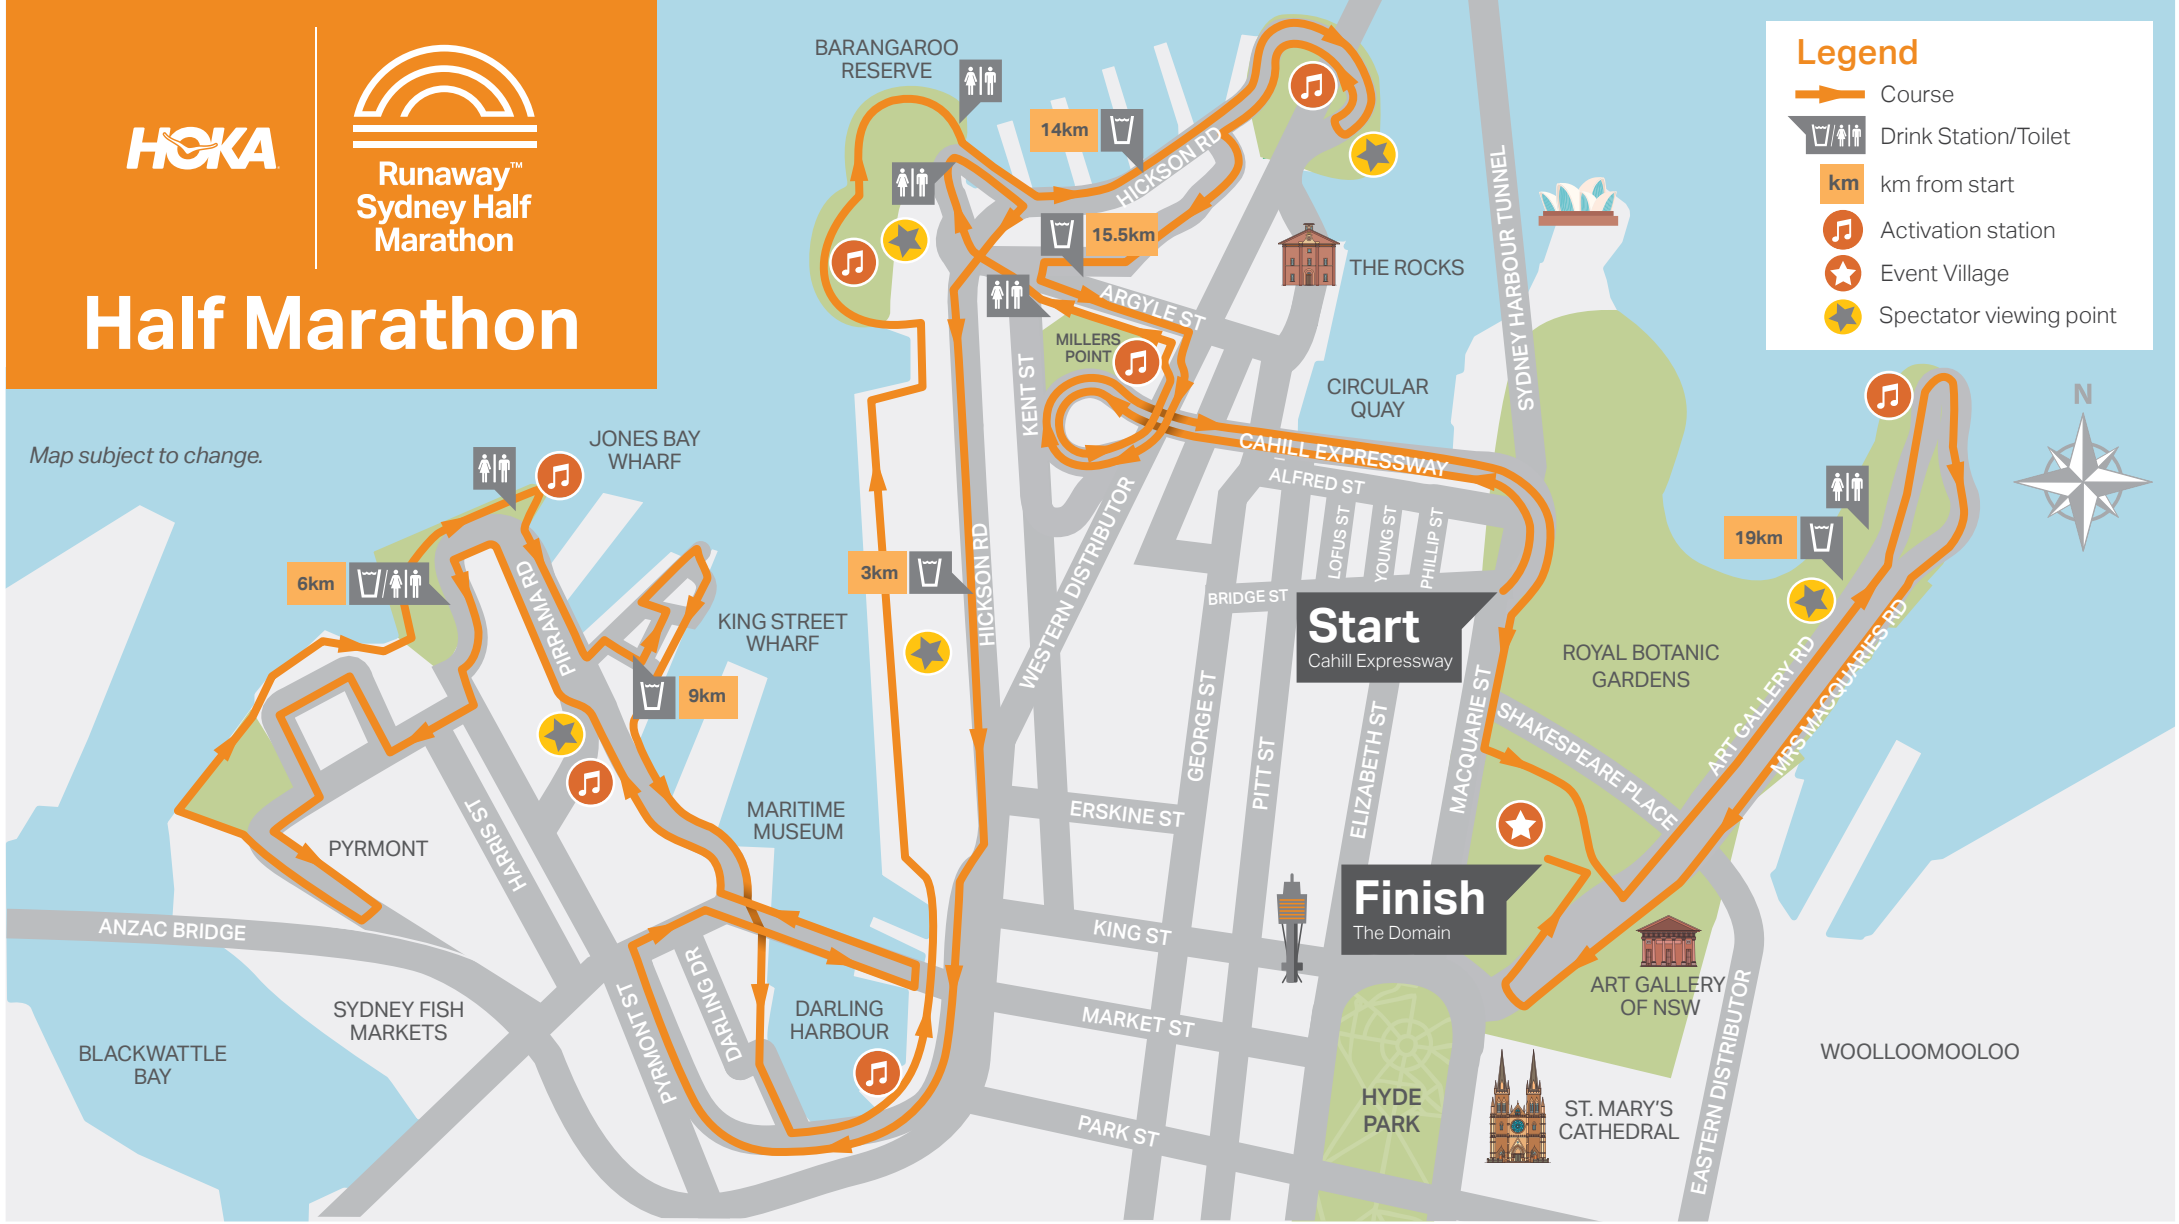 HOKA
Runaway™
Sydney Half
Marathon
Half Marathon
Map subject to change.
Legend
Course
Drink Station/Toilet
km
km from start
Activation station
Event Village
Spectator viewing point
N
BARANGAROO
RESERVE
14km
HICKSON RD
15.5km
ARGYLE ST
THE ROCKS
SYDNEY HARBOUR TUNNEL
MILLERS
POINT
KENT ST
CIRCULAR
QUAY
CAHILL EXPRESSWAY
ALFRED ST
LOFUS ST
YOUNG ST
PHILLIP ST
BRIDGE ST
JONES BAY
WHARF
6km
PIRRAMA RD
KING STREET
WHARF
9km
3km
HICKSON RD
WESTERN DISTRIBUTOR
Start
Cahill Expressway
19km
ROYAL BOTANIC
GARDENS
ART GALLERY RD
MRS MACQUARIES RD
SHAKESPEARE PLACE
MACQUARIE ST
ELIZABETH ST
PITT ST
GEORGE ST
ERSKINE ST
MARITIME
MUSEUM
PYRMONT
HARRIS ST
ANZAC BRIDGE
SYDNEY FISH
MARKETS
BLACKWATTLE
BAY
PYRMONT ST
DARLING DR
DARLING
HARBOUR
KING ST
MARKET ST
PARK ST
Finish
The Domain
ART GALLERY
OF NSW
EASTERN DISTRIBUTOR
WOOLLOOMOOLOO
HYDE
PARK
ST. MARY'S
CATHEDRAL